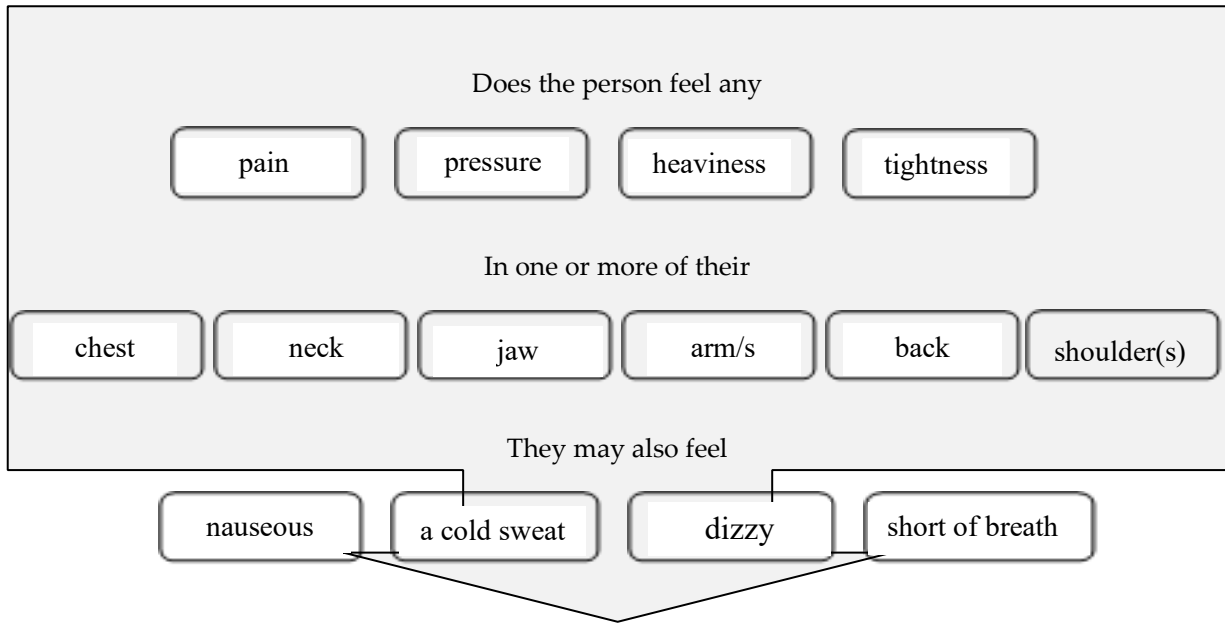 Does the person feel any
pain pressure heaviness tightness
In one or more of their
chest neck jaw arm/s back shoulder(s)
They may also feel
nauseous a cold sweat dizzy short of breath